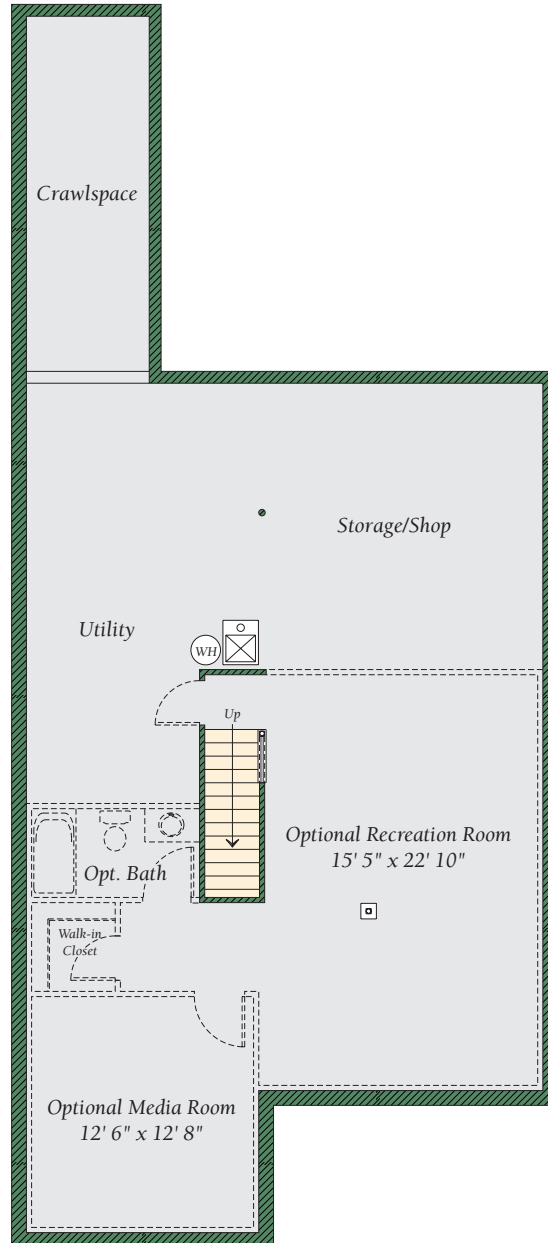 Crawlspace
Storage/Shop
Utility
WH
Up
Optional Recreation Room
15' 5" x 22' 10"
Opt. Bath
Walk-in
Closet
Optional Media Room
12' 6" x 12' 8"